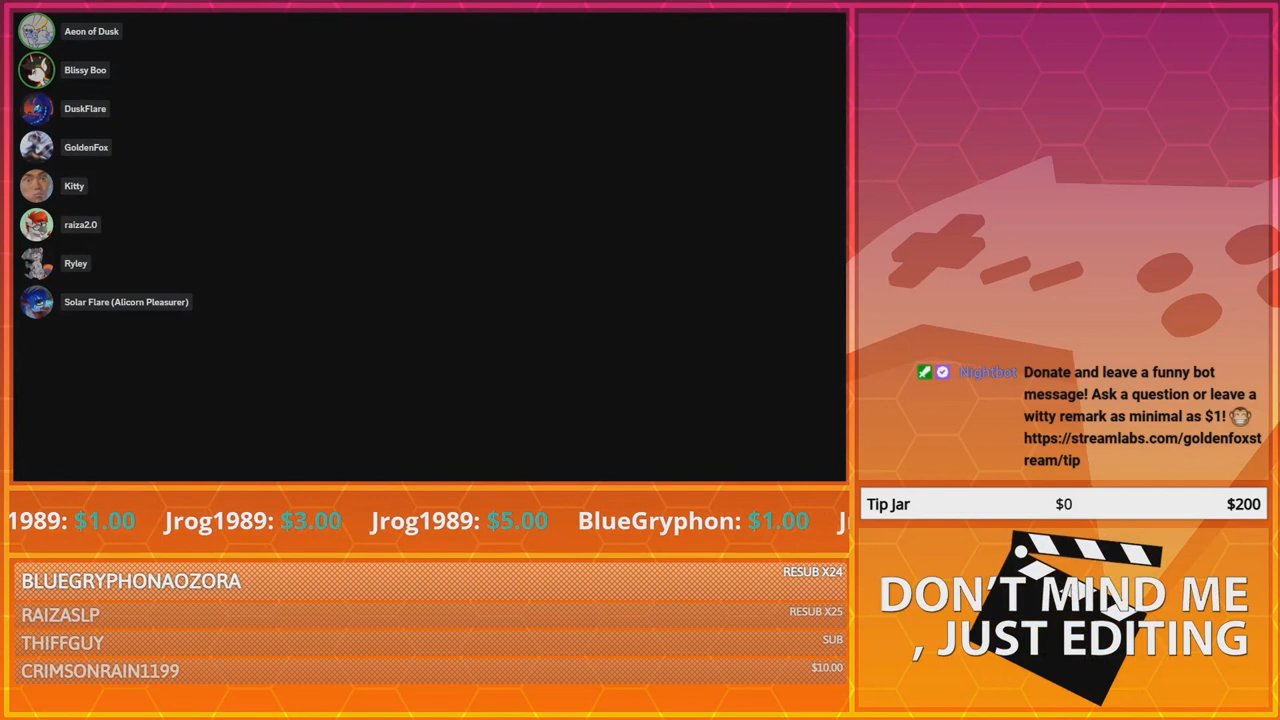 Aeon of Dusk
Blissy Boo
DuskFlare
GoldenFox
Kitty
raiza2.0
Ryley
Solar Flare (Alicorn Pleasurer)
Nightbot Donate and leave a funny bot
message! Ask a question or leave a
witty remark as minimal as $1!
https://streamlabs.com/goldenfoxst
ream/tip
Tip Jar $0 $200
1989: $1.00 Jrog1989: $3.00 Jrog1989: $5.00 BlueGryphon: $1.00 J
BLUEGRYPHONAOZORA RESUB X24
RAIZASLP RESUB X25
THIFFGUY SUB
CRIMSONRAIN1199 $10.00
DON'T MIND ME
, JUST EDITING